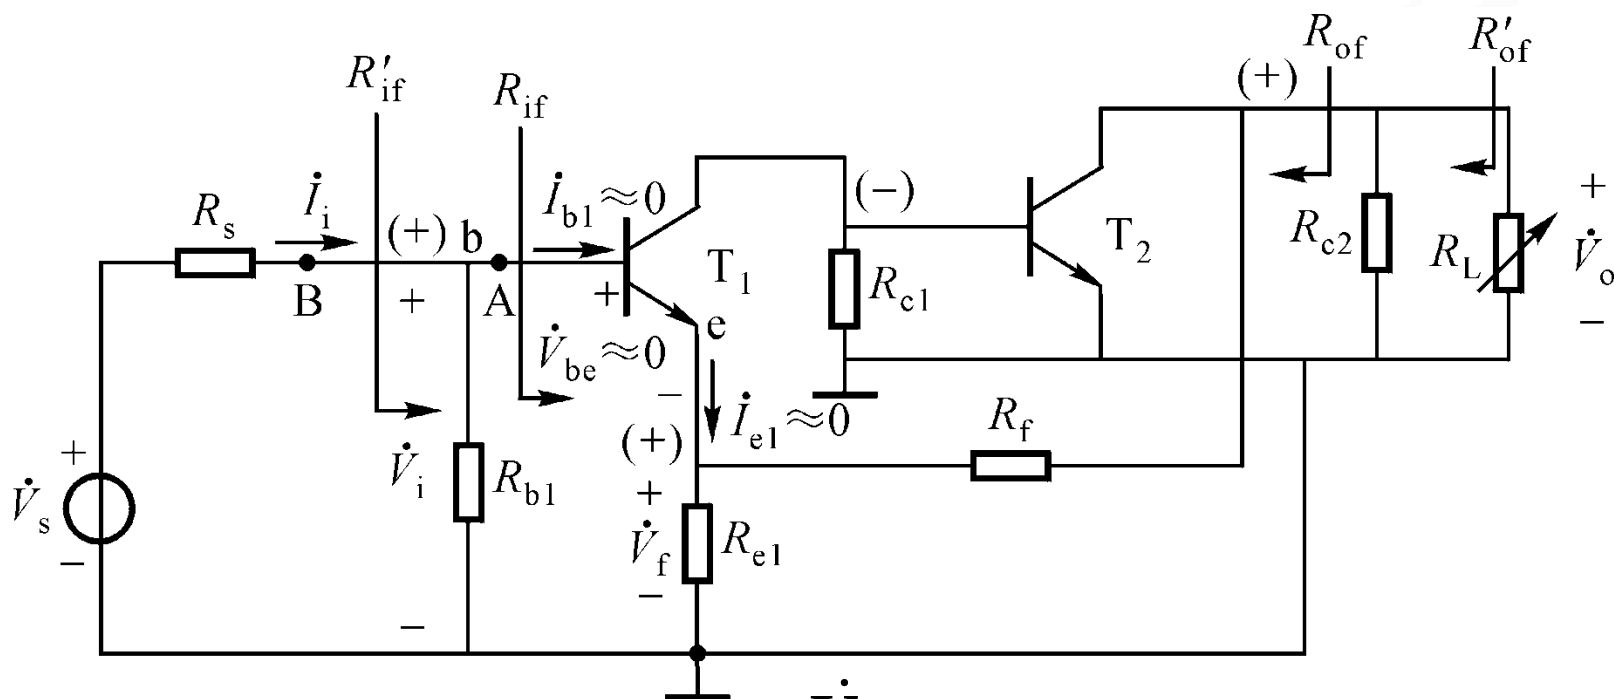 R′if
Rif
(+)
Rof
R′of
Rs
İi
(+)
b
İb1≈0
(−)
B
+
A
+
T1
e
V̇be≈0
−
Rc1
T2
Rc2
RL
+
V̇o
−
İe1≈0
(+)
Rf
+
V̇s
−
V̇i
Rb1
+
V̇f
−
Re1
−